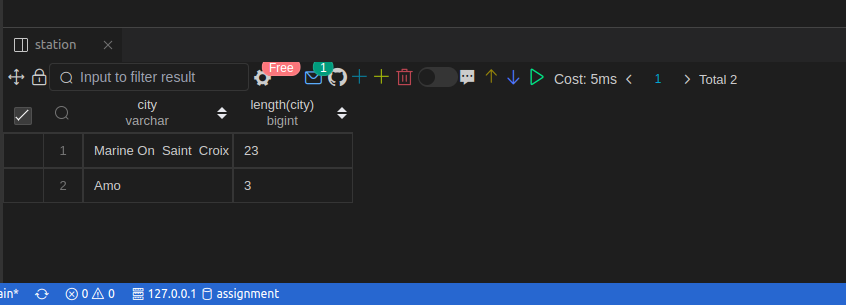 station
Free
1
Input to filter result
Cost: 5ms
1
Total 2
city length(city)
varchar bigint
1 Marine On  Saint  Croix 23
2 Amo 3
ain* 0 0 127.0.0.1 assignment